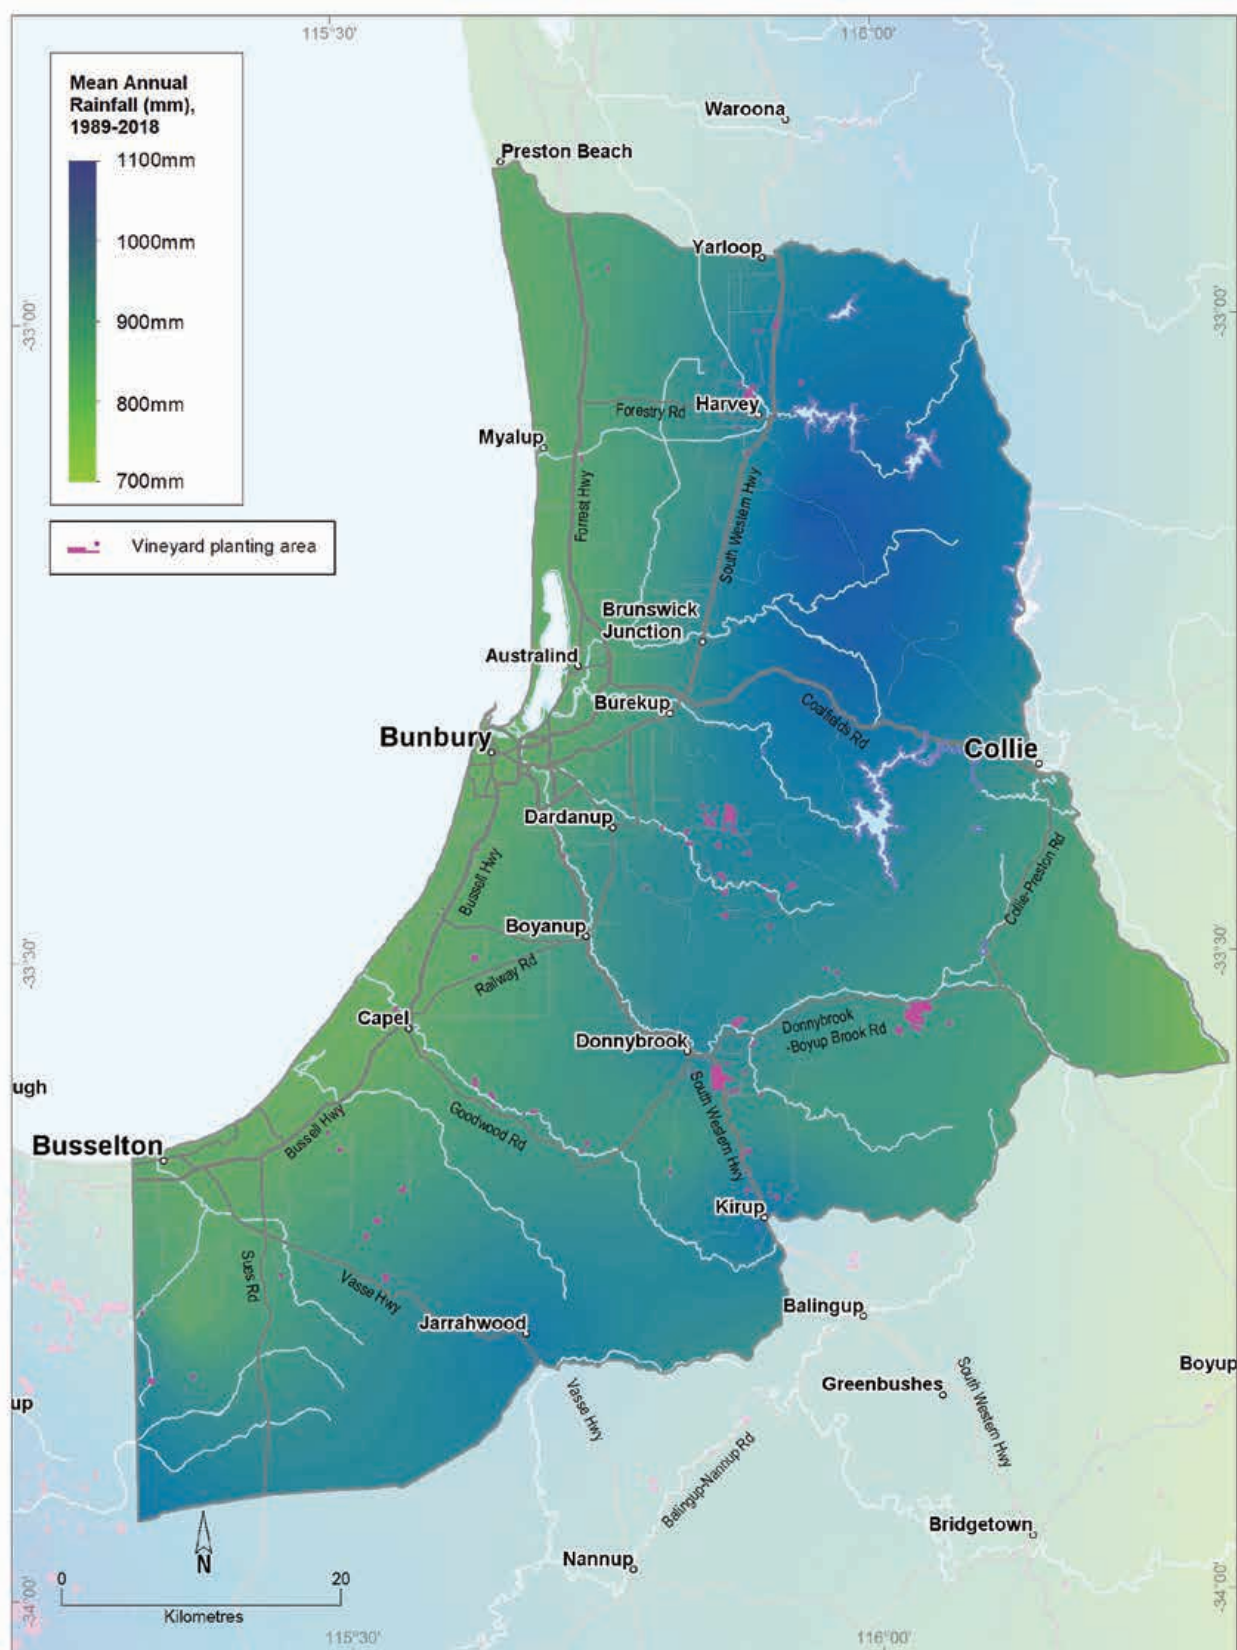 115°30'
116°00'
Mean Annual
Rainfall (mm),
1989-2018
1100mm
1000mm
900mm
800mm
700mm
Vineyard planting area
Waroona
Preston Beach
Yarloop
-33°00'
-33°00'
Harvey
Forestry Rd
Myalup
Forrest Hwy
South Western Hwy
Brunswick
Junction
Australind
Burekup
Coalfields Rd
Bunbury
Collie
Dardanup
Bussell Hwy
Collie-Preston Rd
Boyanup
-33°30'
-33°30'
Railway Rd
Capel
Donnybrook
-Boyup Brook Rd
Donnybrook
ugh
South Western Hwy
Goodwood Rd
Bussell Hwy
Busselton
Kirup
Sues Rd
Vasse Hwy
Balingup
Jarrahwood
Boyup
Greenbushes
South Western Hwy
up
Vasse Hwy
Balingup-Nannup Rd
Bridgetown
N
Nannup
0
20
Kilometres
-34°00'
-34°00'
115°30'
116°00'